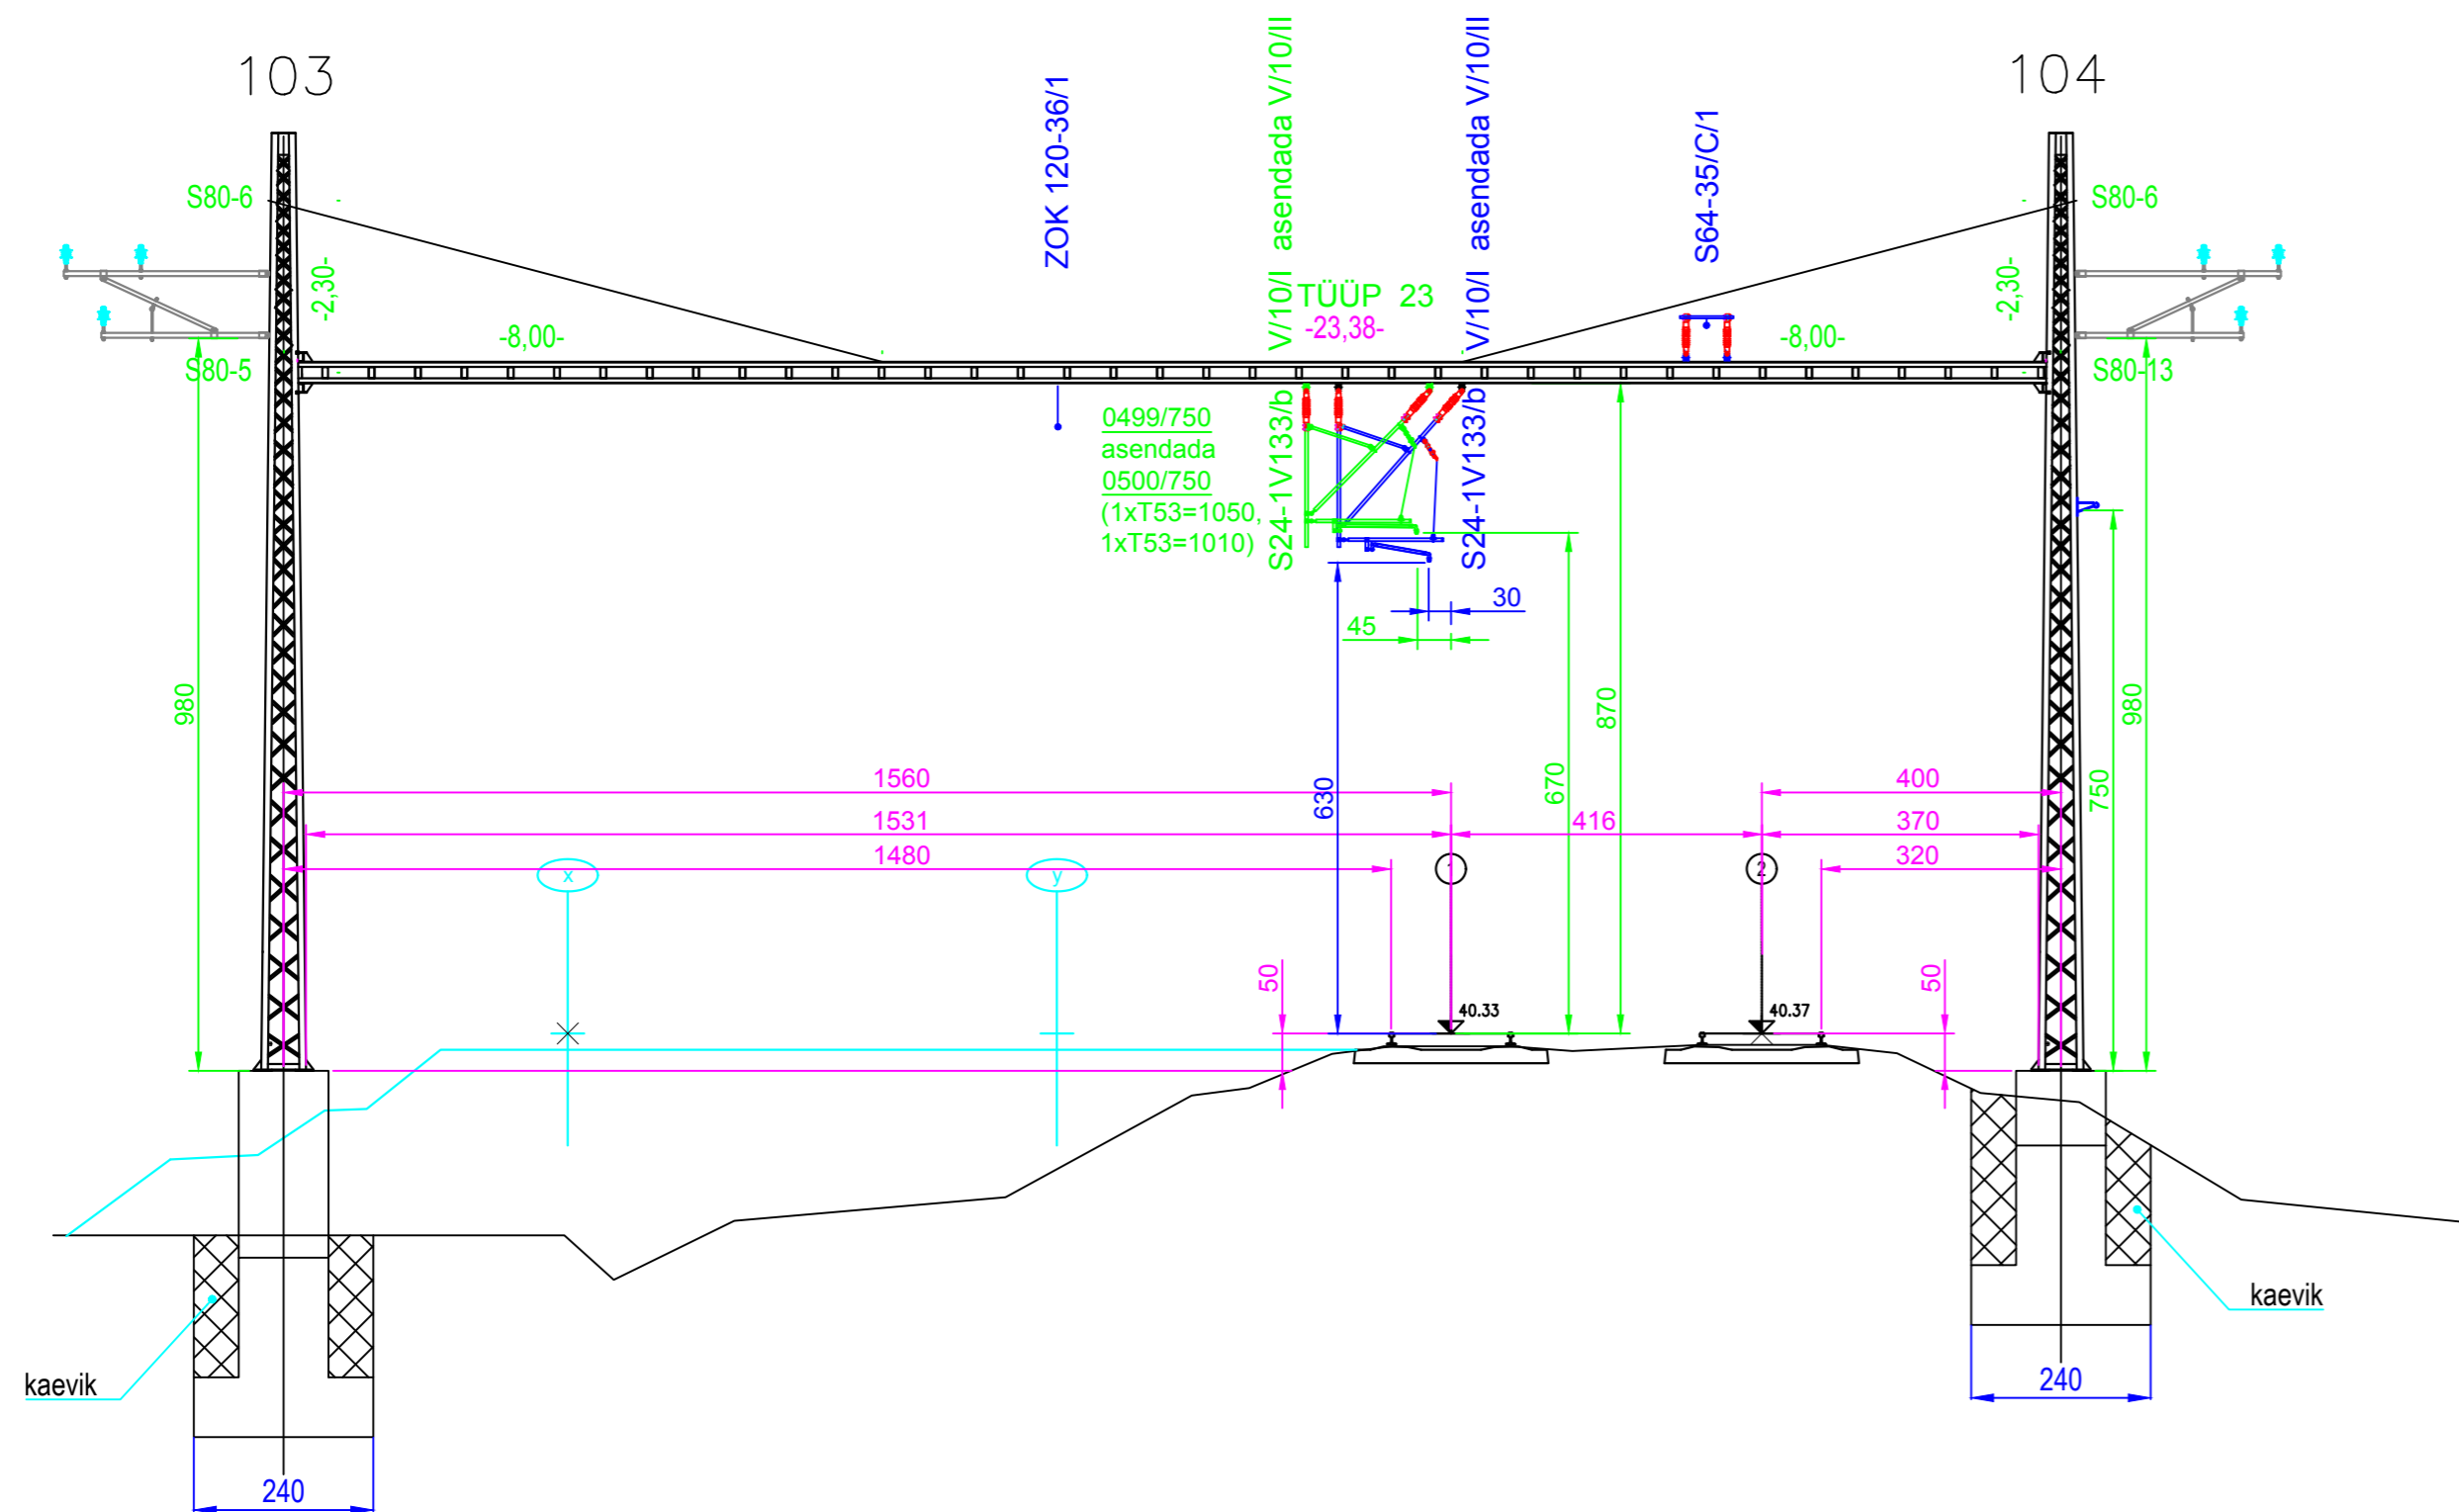 103
104
S80-6
S80-5
-2,30-
-8,00-
ZOK 120-36/1
S24-1V133/b V/10/I asendada V/10/II
TÜÜP 23
-23,38-
S24-1V133/b V/10/I asendada V/10/II
S64-35/C/1
-8,00-
-2,30-
S80-6
S80-13
0499/750
asendada
0500/750
(1xT53=1050,
1xT53=1010)
30
45
980
630
670
870
750
980
1560
400
1531
416
370
1480
320
x
y
1
2
50
40.33
40.37
50
kaevik
240
kaevik
240